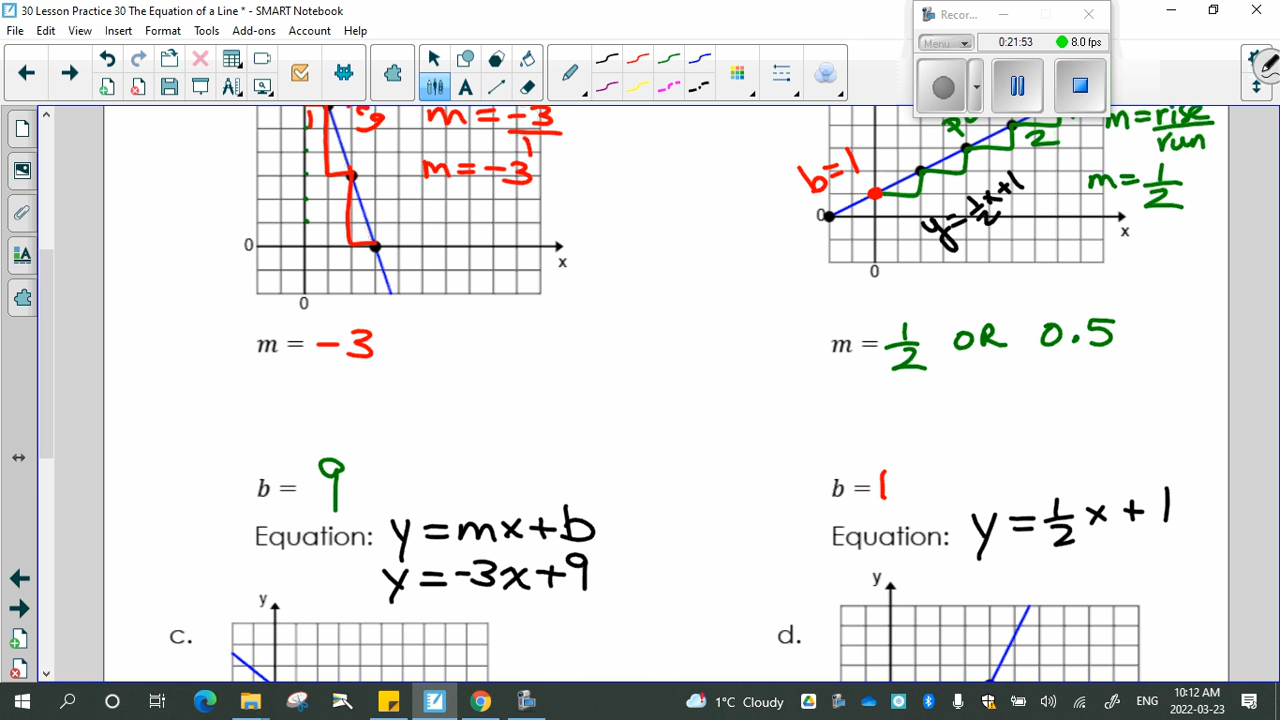 30 Lesson Practice 30 The Equation of a Line * - SMART Notebook
Recor...
File Edit View Insert Format Tools Add-ons Account Help
Menu 0:21:53 8.0 fps
1
m = -3
1
m = -3
b = 1
2
m = rise
run
m = 1
2
y = 1/2 x + 1
0
x
0
0
x
0
m = -3
m = 1/2 OR 0.5
b = 9
b = 1
Equation: y = mx + b
y = -3x + 9
Equation: y = 1/2 x + 1
y
y
c.
d.
1°C Cloudy
ENG
10:12 AM
2022-03-23